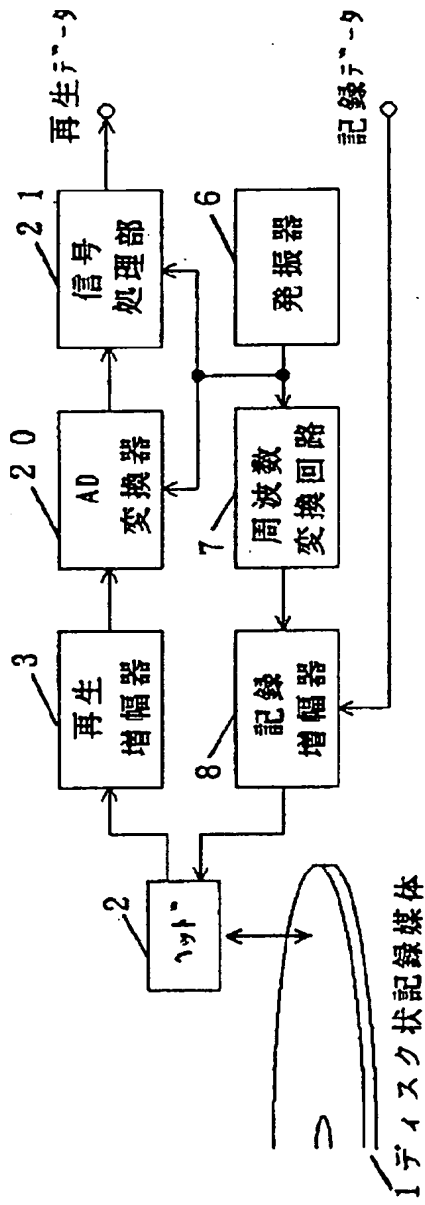 再生データ
2 1
信号
処理部
2 0
AD
変換器
3
再生
増幅器
2
ヘッド
6
発振器
7
周波数
変換回路
8
記録
増幅器
記録データ
1 ディスク状記録媒体